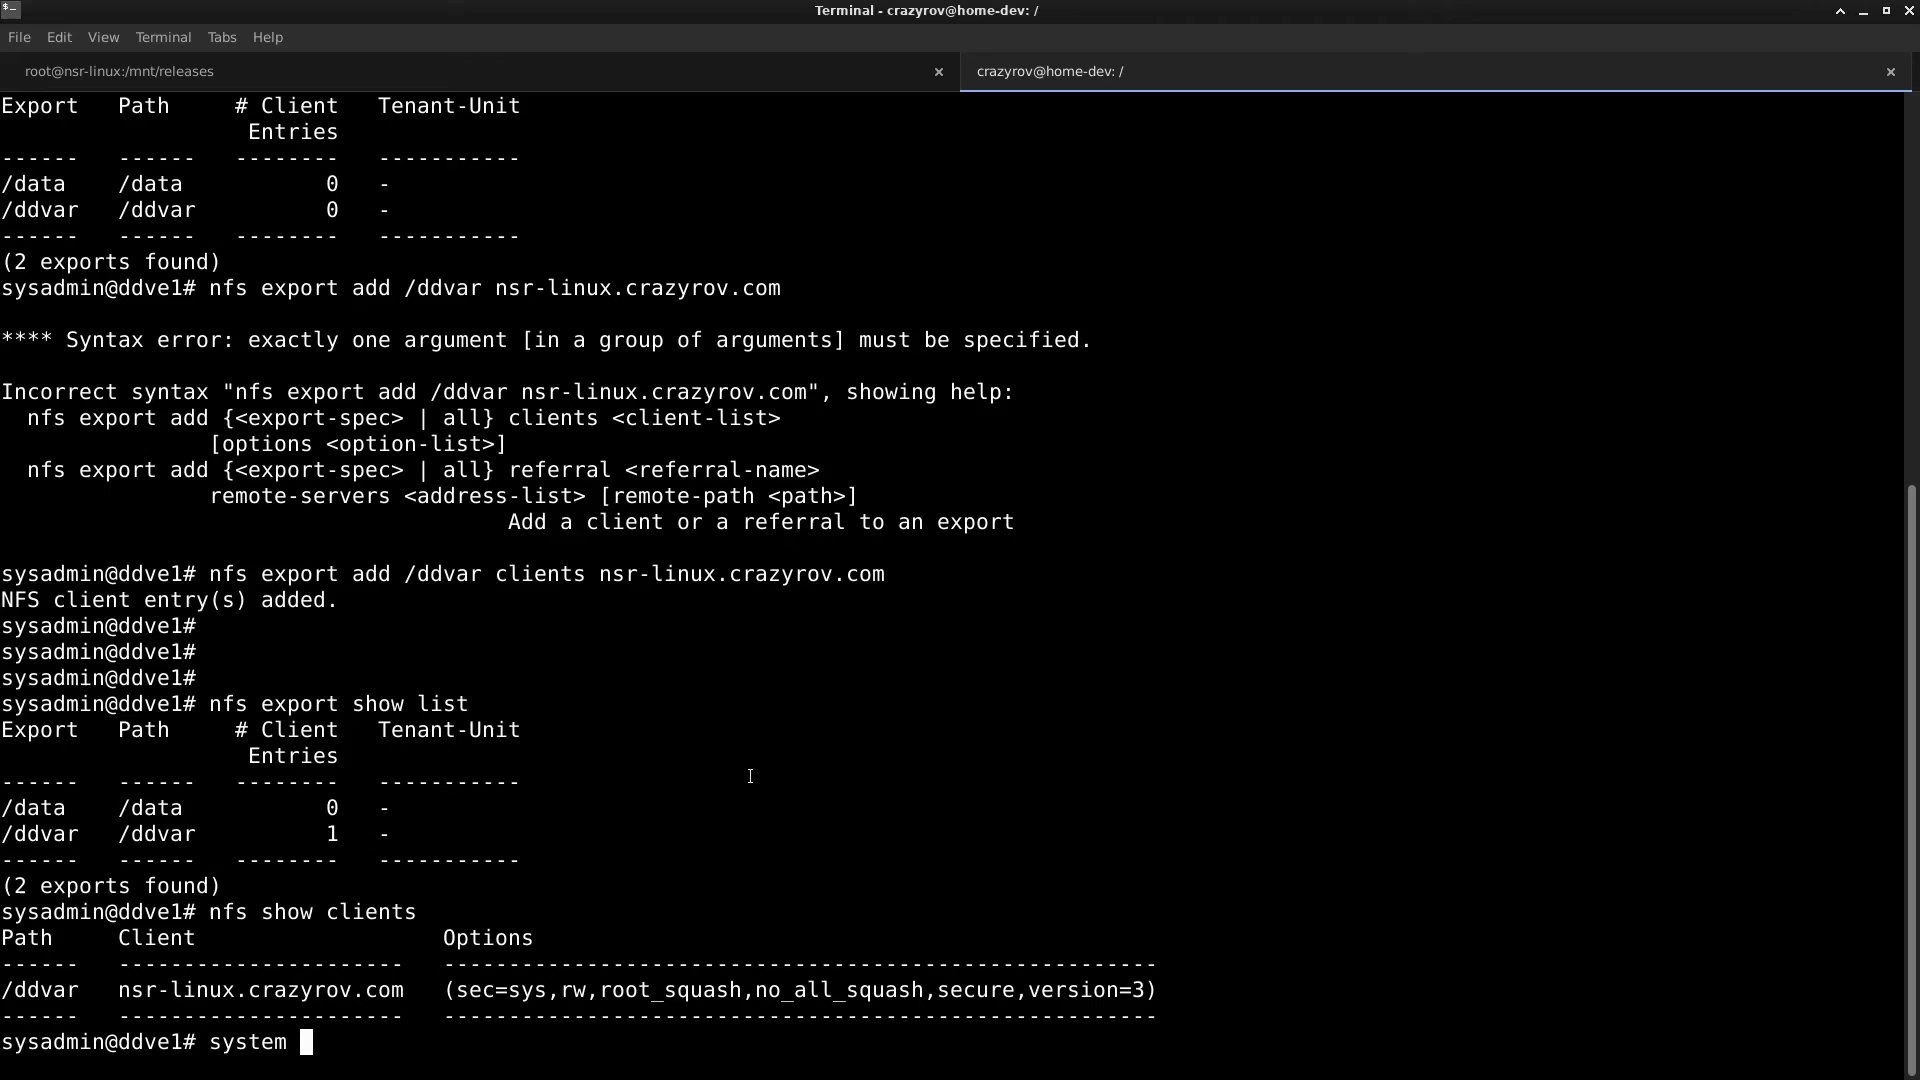 Terminal - crazyrov@home-dev: /
File Edit View Terminal Tabs Help
root@nsr-linux:/mnt/releases
crazyrov@home-dev: /
Export   Path     # Client   Tenant-Unit
                   Entries
------   ------   --------   -----------
/data    /data           0   -
/ddvar   /ddvar          0   -
------   ------   --------   -----------
(2 exports found)
sysadmin@ddve1# nfs export add /ddvar nsr-linux.crazyrov.com
**** Syntax error: exactly one argument [in a group of arguments] must be specified.
Incorrect syntax "nfs export add /ddvar nsr-linux.crazyrov.com", showing help:
  nfs export add {<export-spec> | all} clients <client-list>
                [options <option-list>]
  nfs export add {<export-spec> | all} referral <referral-name>
                remote-servers <address-list> [remote-path <path>]
                                       Add a client or a referral to an export
sysadmin@ddve1# nfs export add /ddvar clients nsr-linux.crazyrov.com
NFS client entry(s) added.
sysadmin@ddve1#
sysadmin@ddve1#
sysadmin@ddve1#
sysadmin@ddve1# nfs export show list
Export   Path     # Client   Tenant-Unit
                   Entries
------   ------   --------   -----------
/data    /data           0   -
/ddvar   /ddvar          1   -
------   ------   --------   -----------
(2 exports found)
sysadmin@ddve1# nfs show clients
Path     Client                   Options
------   ----------------------   -------------------------------------------------------
/ddvar   nsr-linux.crazyrov.com   (sec=sys,rw,root_squash,no_all_squash,secure,version=3)
------   ----------------------   -------------------------------------------------------
sysadmin@ddve1# system